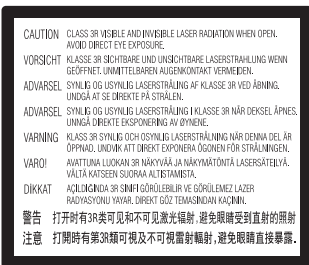 CAUTION CLASS 3R VISIBLE AND INVISIBLE LASER RADIATION WHEN OPEN.
AVOID DIRECT EYE EXPOSURE.
VORSICHT KLASSE 3R SICHTBARE UND UNSICHTBARE LASERSTRAHLUNG WENN
GEÖFFNET. UNMITTELBAREN AUGENKONTAKT VERMEIDEN.
ADVARSEL SYNLIG OG USYNLIG LASERSTRÅLING AF KLASSE 3R VED ÅBNING.
UNDGÅ AT SE DIREKTE PÅ STRÅLEN.
ADVARSEL SYNLIG OG USYNLIG LASERSTRÅLING I KLASSE 3R NÅR DEKSEL ÅPNES.
UNNGÅ DIREKTE EKSPONERING AV ØYNENE.
VARNING KLASS 3R SYNLIG OCH OSYNLIG LASERSTRÅLNING NÄR DENNA DEL ÄR
ÖPPNAD. UNDVIK ATT DIREKT EXPONERA ÖGONEN FÖR STRÅLNINGEN.
VARO! AVATTUNA LUOKAN 3R NÄKYVÄÄ JA NÄKYMÄTÖNTÄ LASERSÄTEILYÄ.
VÄLTÄ KATSEEN SUORAA ALTISTAMISTA.
DİKKAT AÇILDIĞINDA 3R SINIFI GÖRÜLEBİLİR VE GÖRÜLEMEZ LAZER
RADYASYONU YAYAR. DİREKT GÖZ TEMASINDAN KAÇININ.
警告 打开时有3R类可见和不可见激光辐射,避免眼睛受到直射的照射
注意 打開時有第3R類可視及不可視雷射輻射,避免眼睛直接暴露.